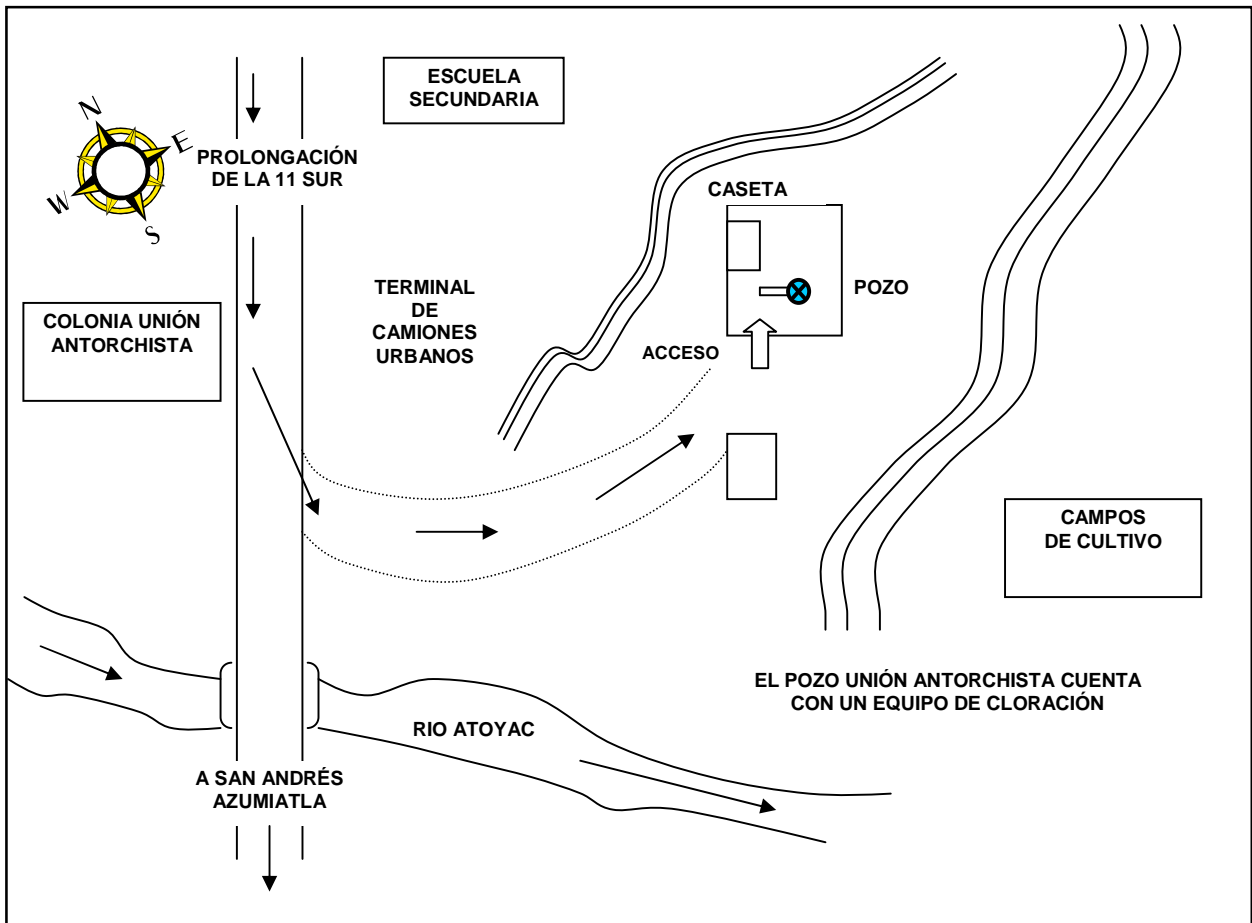 ESCUELA
SECUNDARIA
N
E
W
S
PROLONGACIÓN
DE LA 11 SUR
CASETA
POZO
TERMINAL
DE
CAMIONES
URBANOS
COLONIA UNIÓN
ANTORCHISTA
ACCESO
CAMPOS
DE CULTIVO
EL POZO UNIÓN ANTORCHISTA CUENTA
CON UN EQUIPO DE CLORACIÓN
RIO ATOYAC
A SAN ANDRÉS
AZUMIATLA